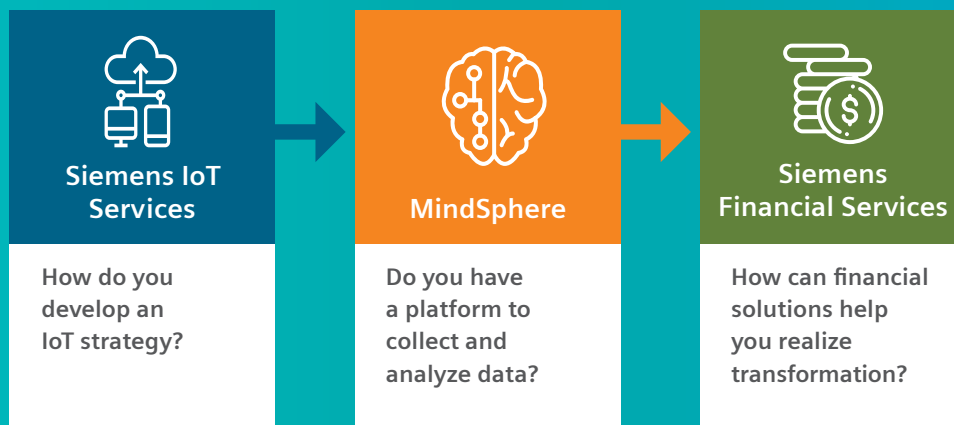 Siemens IoT
Services
How do you
develop an
IoT strategy?
MindSphere
Do you have
a platform to
collect and
analyze data?
$
Siemens
Financial Services
How can financial
solutions help
you realize
transformation?